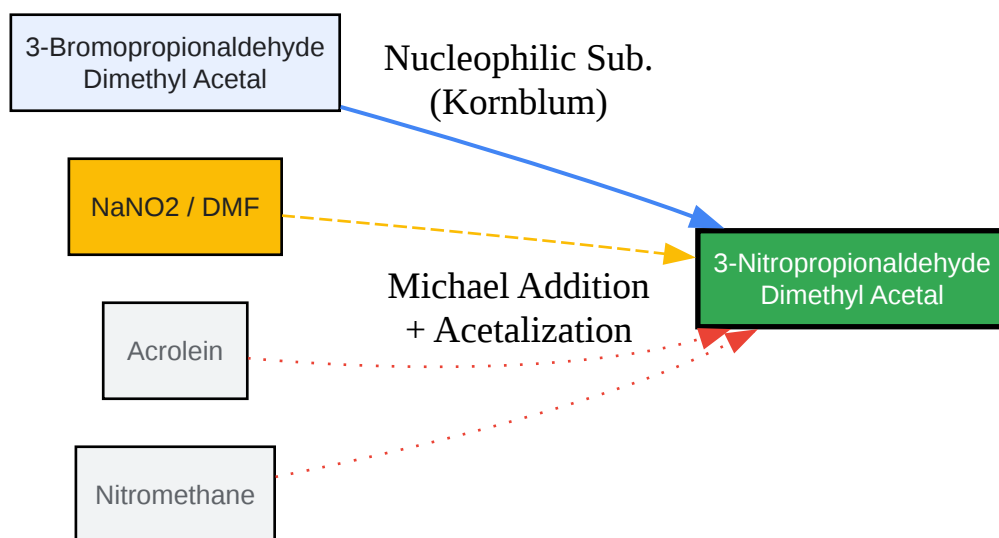 3-Bromopropionaldehyde
Dimethyl Acetal
Nucleophilic Sub.
(Kornblum)
NaNO2 / DMF
3-Nitropropionaldehyde
Dimethyl Acetal
Michael Addition
+ Acetalization
Acrolein
Nitromethane